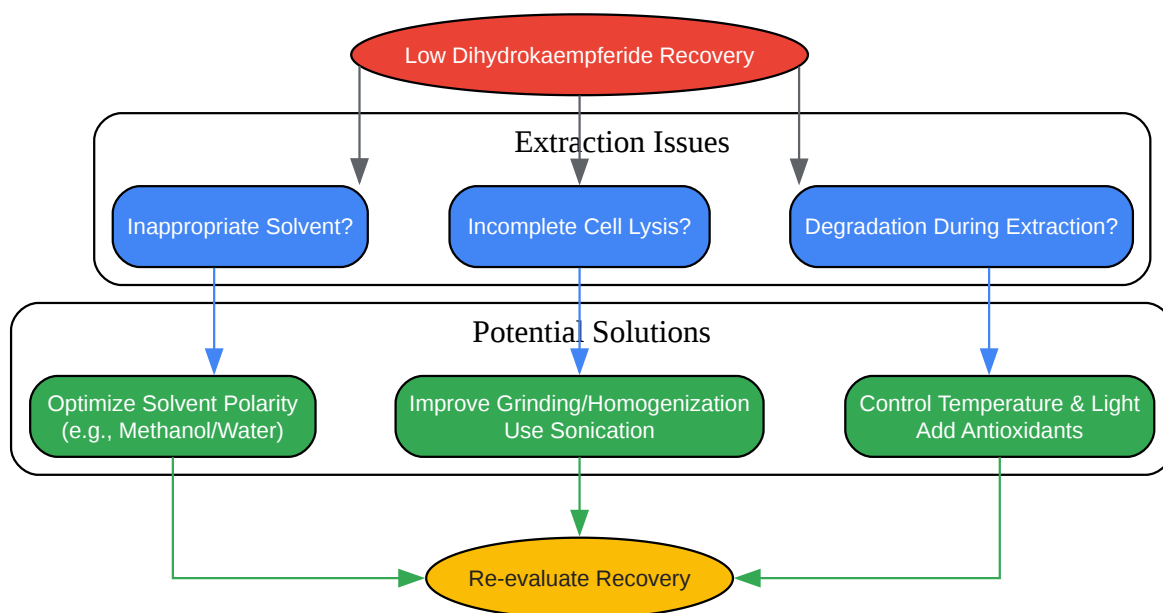 Low Dihydrokaempferide Recovery
Extraction Issues
Inappropriate Solvent?
Incomplete Cell Lysis?
Degradation During Extraction?
Potential Solutions
Optimize Solvent Polarity
(e.g., Methanol/Water)
Improve Grinding/Homogenization
Use Sonication
Control Temperature & Light
Add Antioxidants
Re-evaluate Recovery